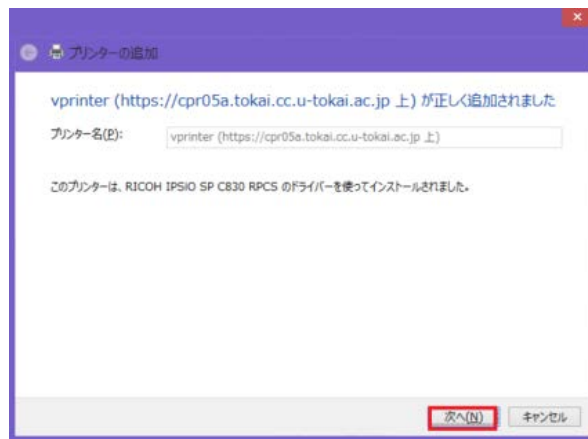 プリンターの追加
vprinter (https://cpr05a.tokai.cc.u-tokai.ac.jp 上) が正しく追加されました
プリンター名(P): vprinter (https://cpr05a.tokai.cc.u-tokai.ac.jp 上)
このプリンターは、RICOH IPSiO SP C830 RPCS のドライバーを使ってインストールされました。
次へ(N) キャンセル